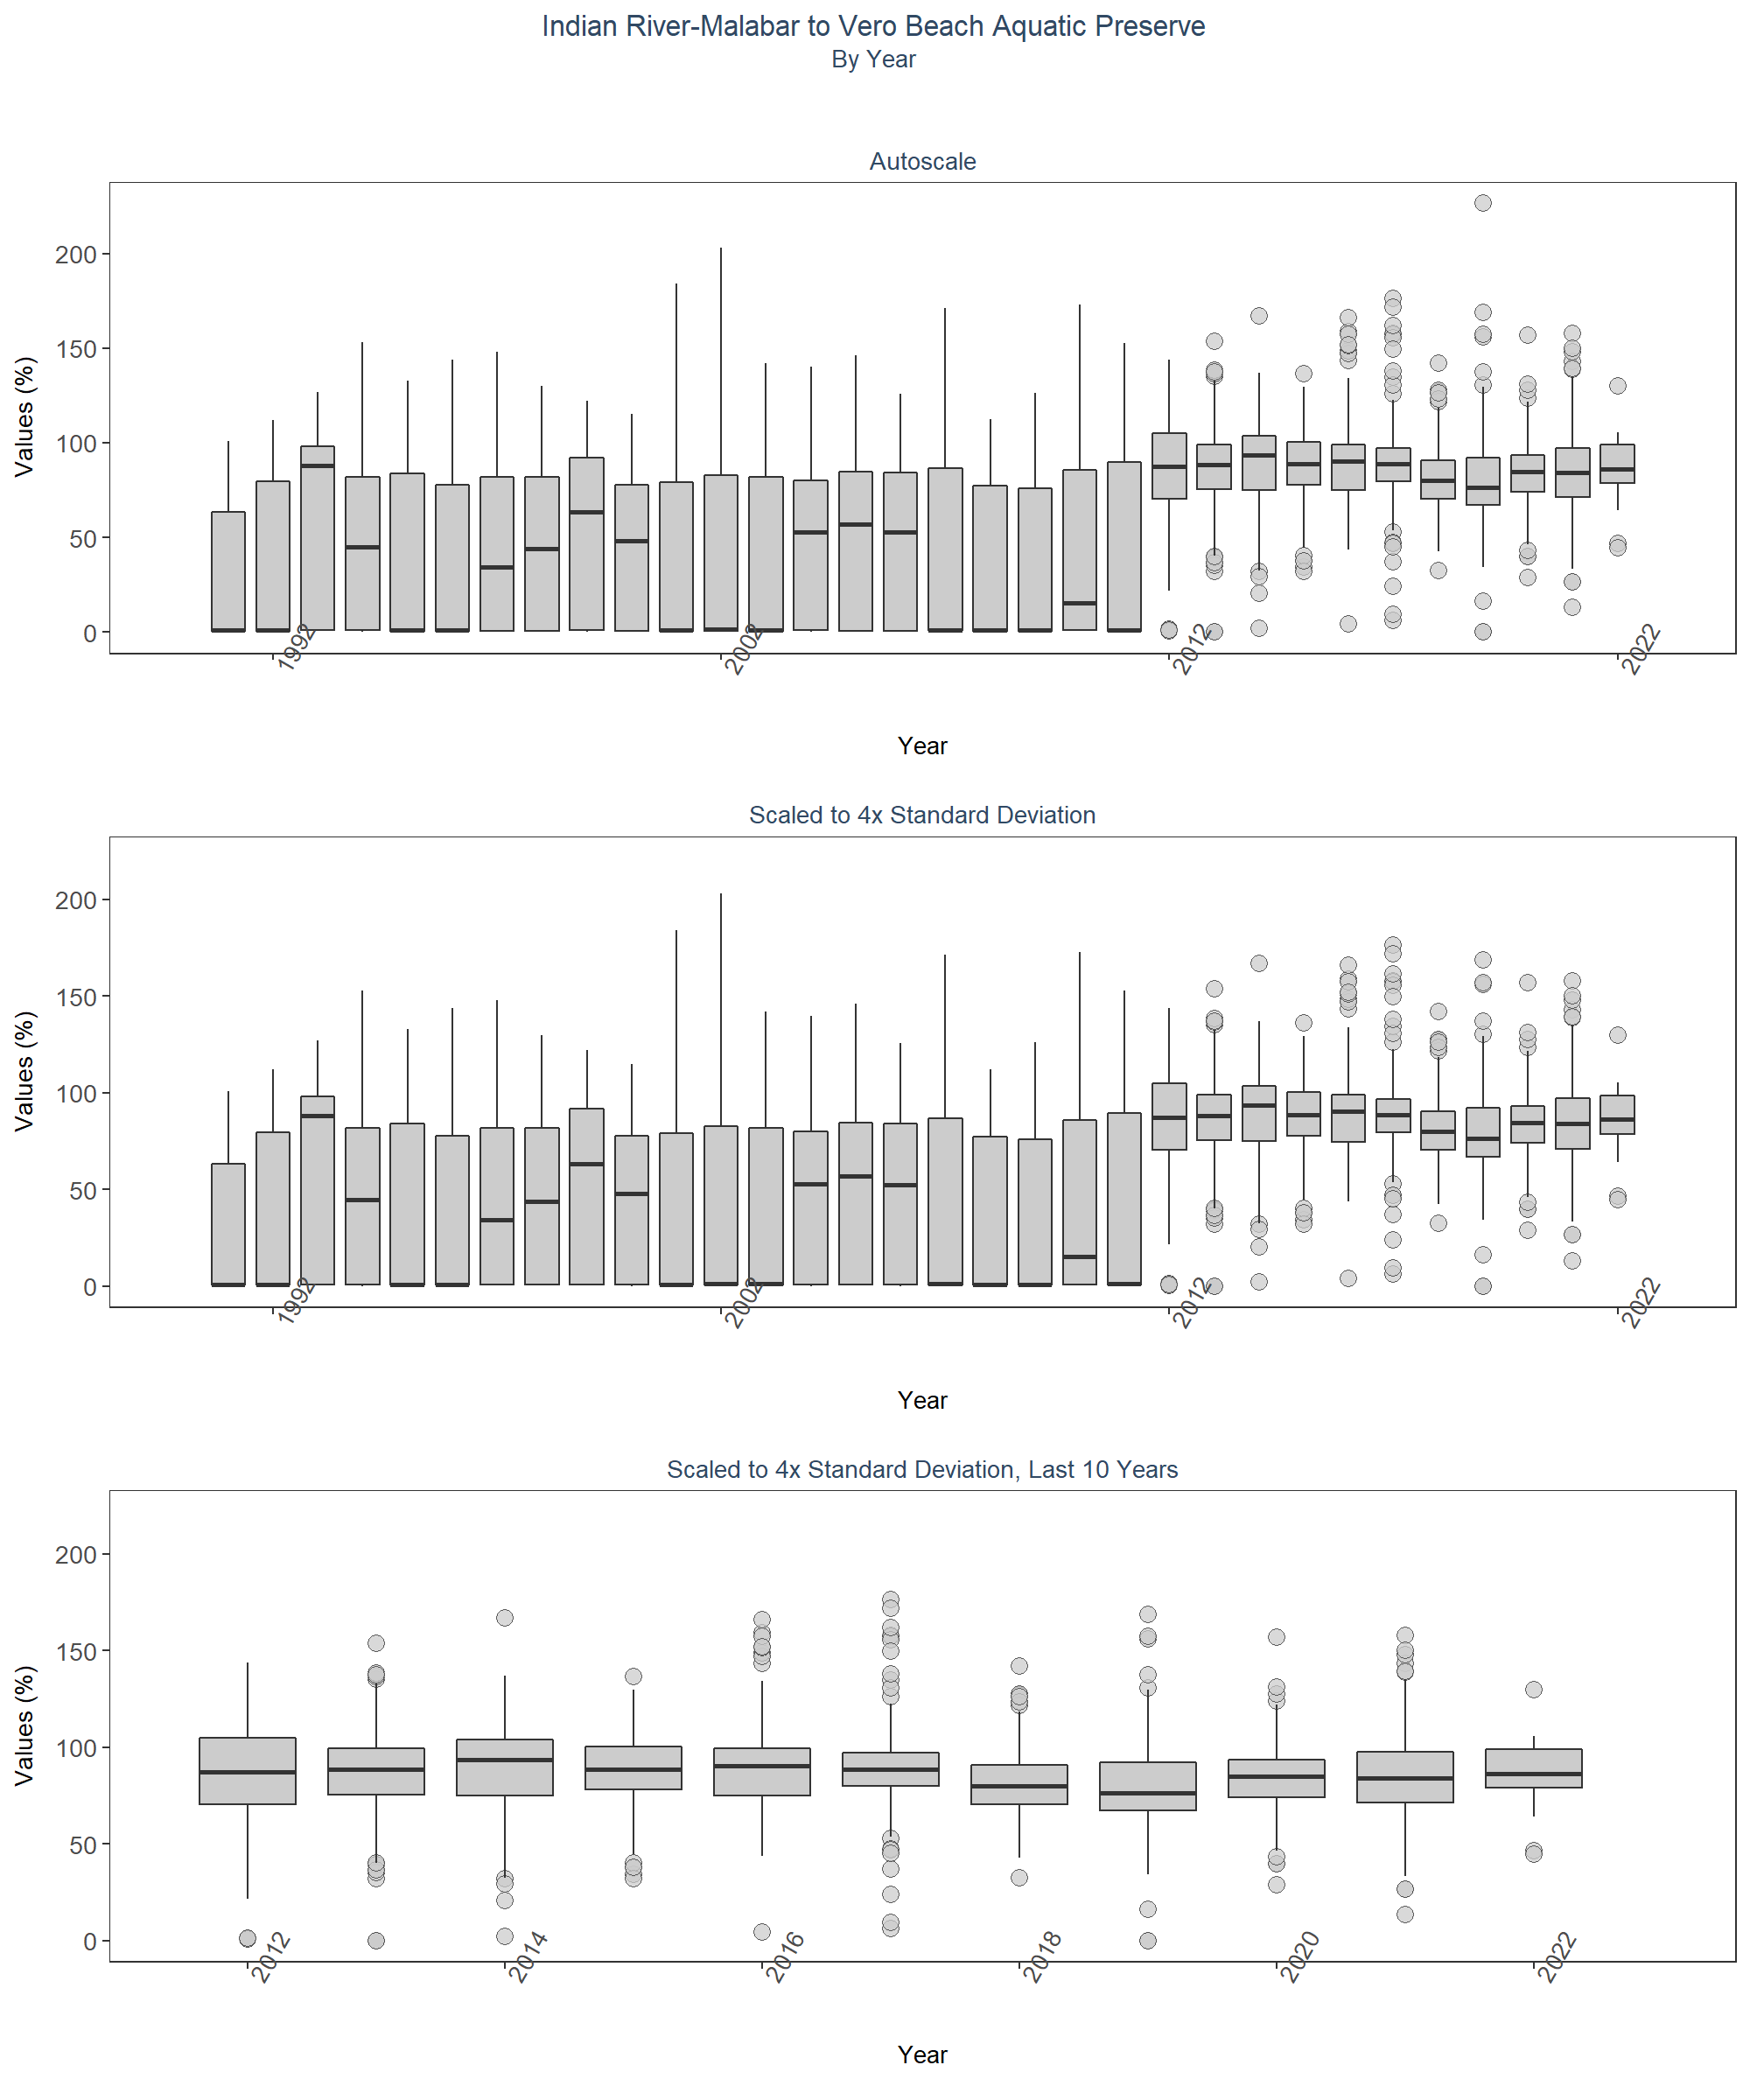 Indian River-Malabar to Vero Beach Aquatic Preserve
By Year
Autoscale
Values (%)
200
150
100
50
0
1992
2002
2012
2022
Year
Scaled to 4x Standard Deviation
Values (%)
200
150
100
50
0
1992
2002
2012
2022
Year
Scaled to 4x Standard Deviation, Last 10 Years
Values (%)
200
150
100
50
0
2012
2014
2016
2018
2020
2022
Year